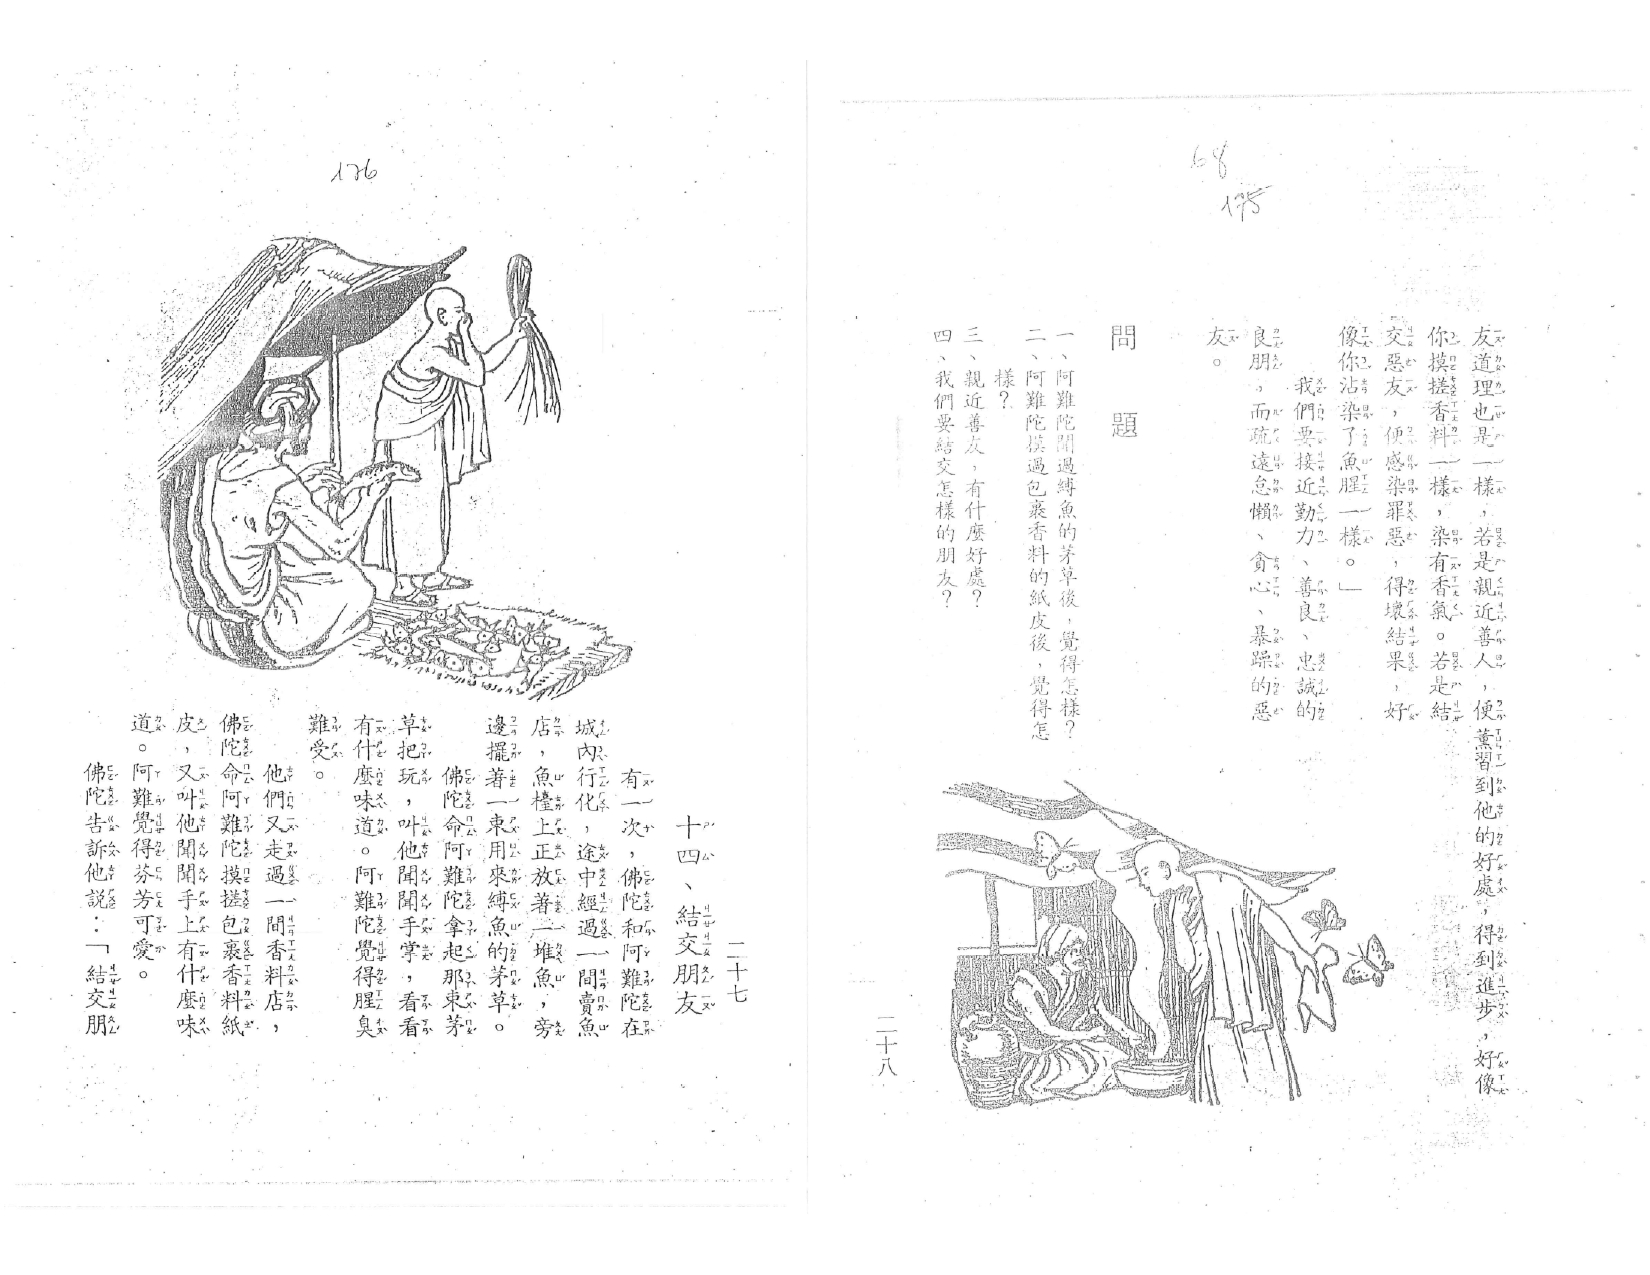 176
二十七
十四、結交朋友
有一次，佛陀和阿難陀在
城內行化，途中經過一間賣魚
店，魚檯上正放著一堆魚，旁
邊擺著一束用來縛魚的茅草。
佛陀命阿難陀拿起那束茅
草把玩，叫他聞聞手掌，看看
有什麼味道。阿難陀覺得腥臭
難受。
他們又走過一間香料店，
佛陀命阿難陀摸搓包裹香料紙
皮，又叫他聞聞手上有什麼味
道。阿難覺得芬芳可愛。
佛陀告訴他說：「結交朋
68
175
友道理也是一樣，若是親近善人，便薰習到他的好處，得到進步，好像
你摸搓香料一樣，染有香氣。若是結
交惡友，便感染罪惡，得壞結果，好
像你沾染了魚腥一樣。」
我們要接近勤力、善良、忠誠的
良朋，而疏遠怠懶、貪心、暴躁的惡
友。
問題
一、阿難陀聞過縛魚的茅草後，覺得怎樣？
二、阿難陀摸過包裹香料的紙皮後，覺得怎
樣？
三、親近善友，有什麼好處？
四、我們要結交怎樣的朋友？
二十八